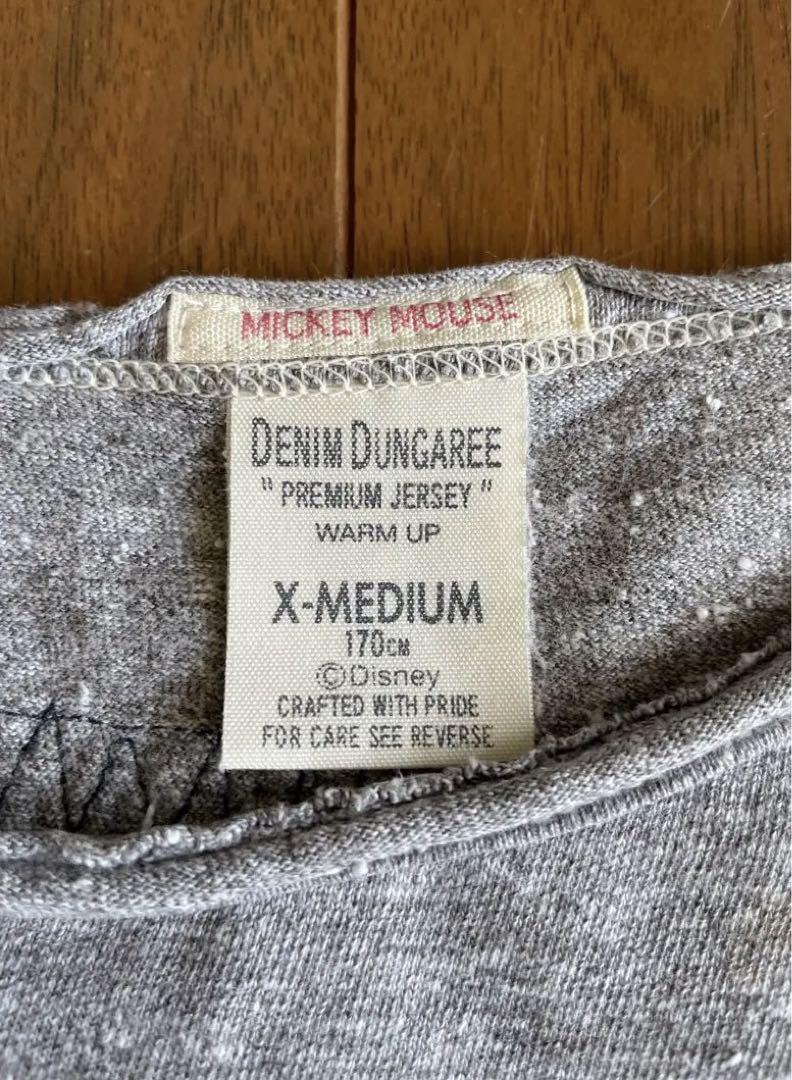 MICKEY MOUSE
DENIM DUNGAREE
" PREMIUM JERSEY "
WARM UP
X-MEDIUM
170CM
©Disney
CRAFTED WITH PRIDE
FOR CARE SEE REVERSE